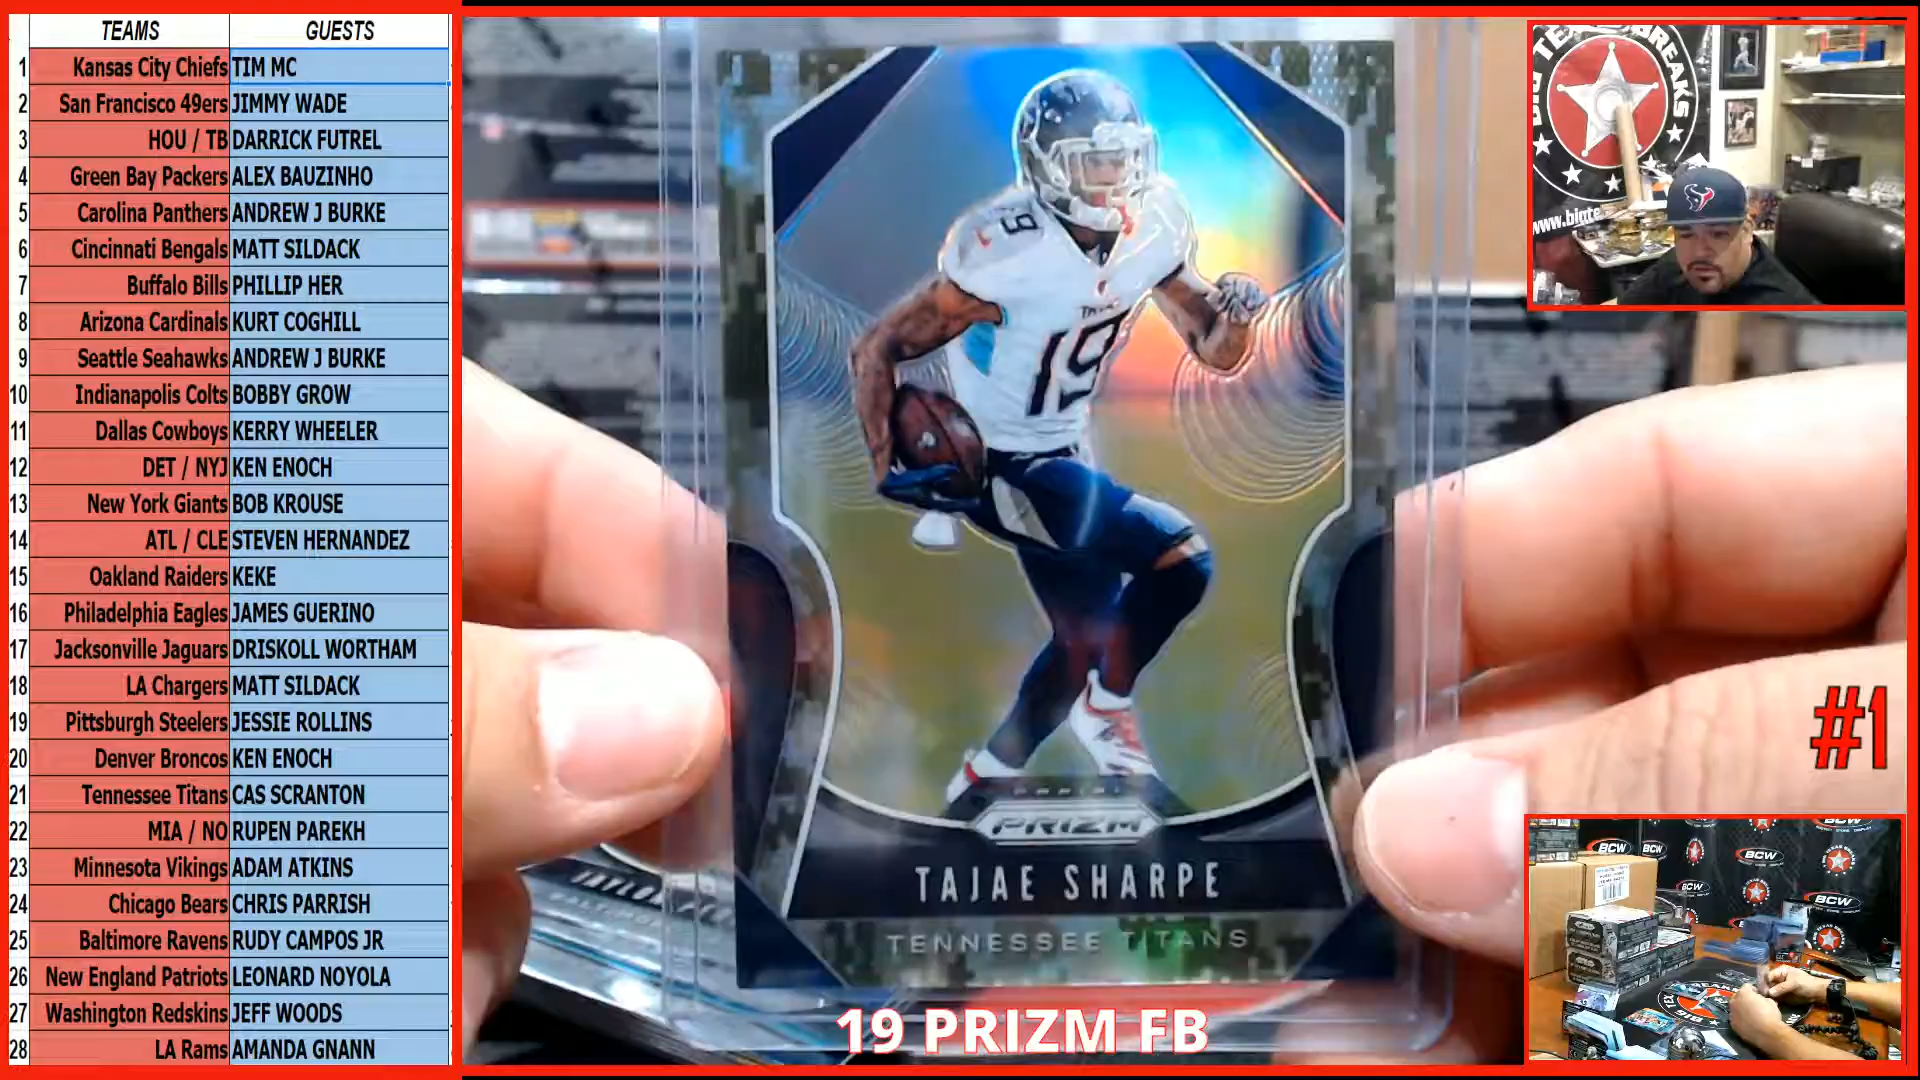 TEAMS GUESTS
1 Kansas City Chiefs TIM MC
2 San Francisco 49ers JIMMY WADE
3 HOU / TB DARRICK FUTREL
4 Green Bay Packers ALEX BAUZINHO
5 Carolina Panthers ANDREW J BURKE
6 Cincinnati Bengals MATT SILDACK
7 Buffalo Bills PHILLIP HER
8 Arizona Cardinals KURT COGHILL
9 Seattle Seahawks ANDREW J BURKE
10 Indianapolis Colts BOBBY GROW
11 Dallas Cowboys KERRY WHEELER
12 DET / NYJ KEN ENOCH
13 New York Giants BOB KROUSE
14 ATL / CLE STEVEN HERNANDEZ
15 Oakland Raiders KEKE
16 Philadelphia Eagles JAMES GUERINO
17 Jacksonville Jaguars DRISKOLL WORTHAM
18 LA Chargers MATT SILDACK
19 Pittsburgh Steelers JESSIE ROLLINS
20 Denver Broncos KEN ENOCH
21 Tennessee Titans CAS SCRANTON
22 MIA / NO RUPEN PAREKH
23 Minnesota Vikings ADAM ATKINS
24 Chicago Bears CHRIS PARRISH
25 Baltimore Ravens RUDY CAMPOS JR
26 New England Patriots LEONARD NOYOLA
27 Washington Redskins JEFF WOODS
28 LA Rams AMANDA GNANN
19
19
PANINI
PRIZM
TAJAE SHARPE
TENNESSEE TITANS
19 PRIZM FB
#1
BREAKS
www.bigte
BCW
BCW
BCW
BCW
BCW
BREAKS